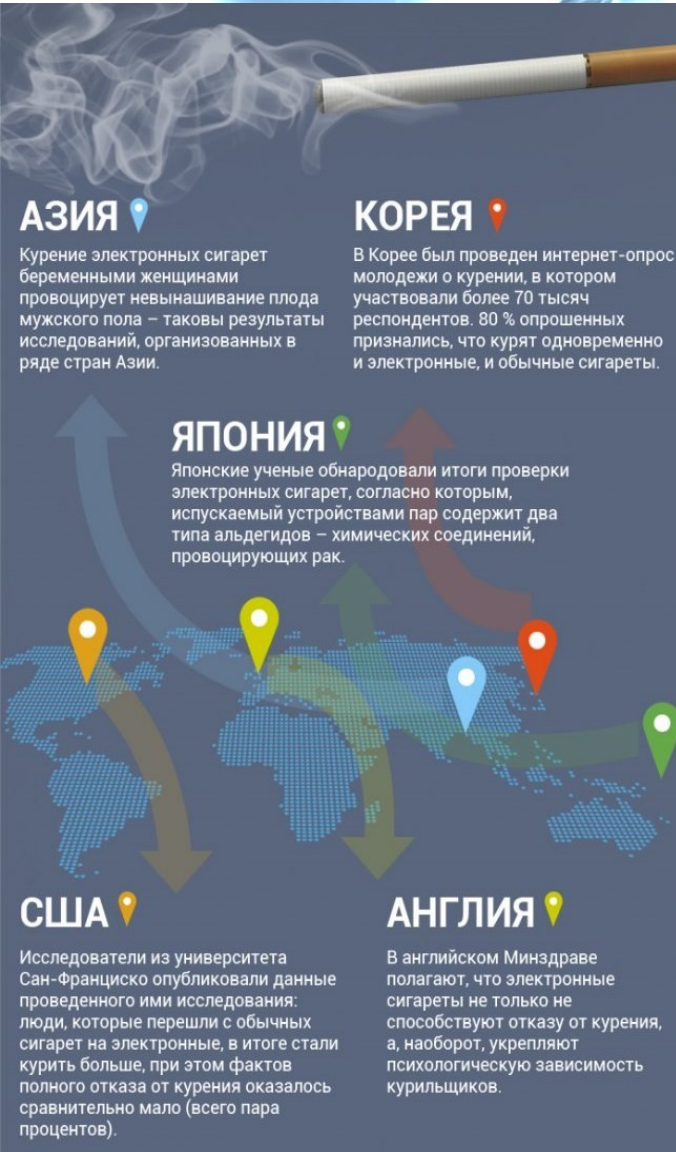 АЗИЯ
Курение электронных сигарет
беременными женщинами
провоцирует невынашивание плода
мужского пола – таковы результаты
исследований, организованных в
ряде стран Азии.
КОРЕЯ
В Корее был проведен интернет-опрос
молодежи о курении, в котором
участвовали более 70 тысяч
респондентов. 80 % опрошенных
признались, что курят одновременно
и электронные, и обычные сигареты.
ЯПОНИЯ
Японские ученые обнародовали итоги проверки
электронных сигарет, согласно которым,
испускаемый устройствами пар содержит два
типа альдегидов – химических соединений,
провоцирующих рак.
США
Исследователи из университета
Сан-Франциско опубликовали данные
проведенного ими исследования:
люди, которые перешли с обычных
сигарет на электронные, в итоге стали
курить больше, при этом фактов
полного отказа от курения оказалось
сравнительно мало (всего пара
процентов).
АНГЛИЯ
В английском Минздраве
полагают, что электронные
сигареты не только не
способствуют отказу от курения,
а, наоборот, укрепляют
психологическую зависимость
курильщиков.